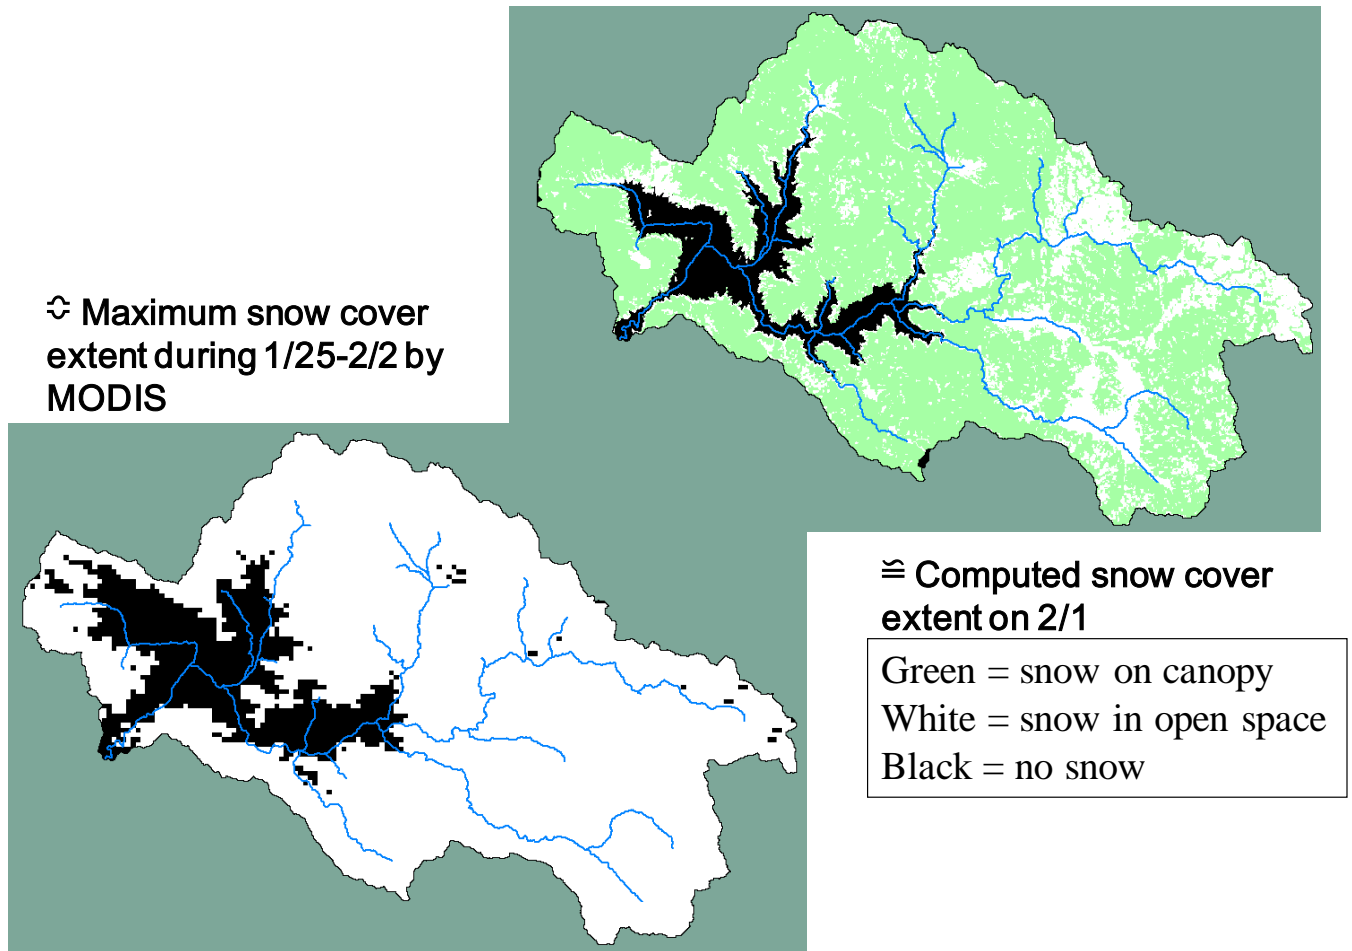 ≎ Maximum snow cover
extent during 1/25-2/2 by
MODIS
≌ Computed snow cover
extent on 2/1
Green = snow on canopy
White = snow in open space
Black = no snow